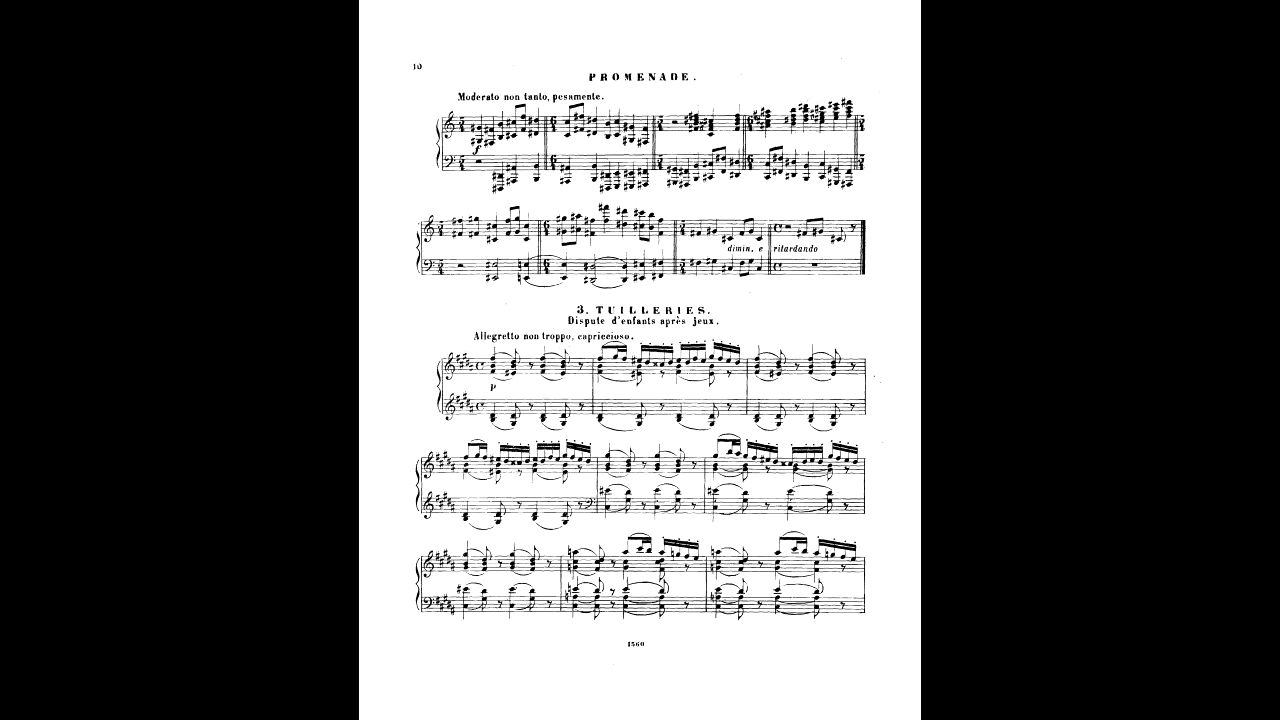 10
PROMENADE.
Moderato non tanto, pesamente.
f
dimin. e ritardando
3. TUILLERIES.
Dispute d'enfants après jeux.
Allegretto non troppo, capriccioso.
p
1560